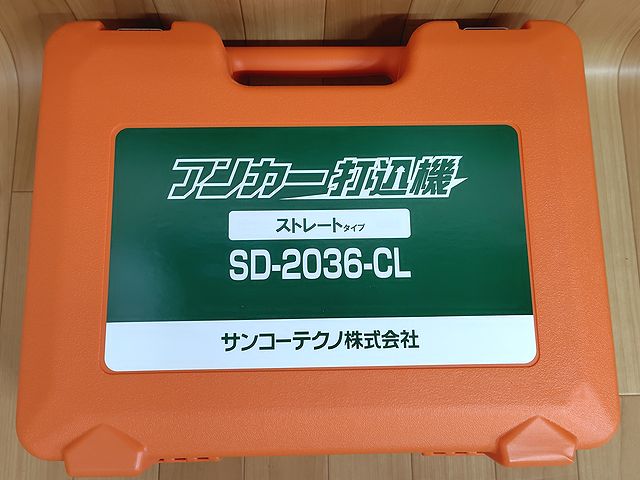 アンカー打込機
ストレートタイプ
SD-2036-CL
サンコーテクノ株式会社